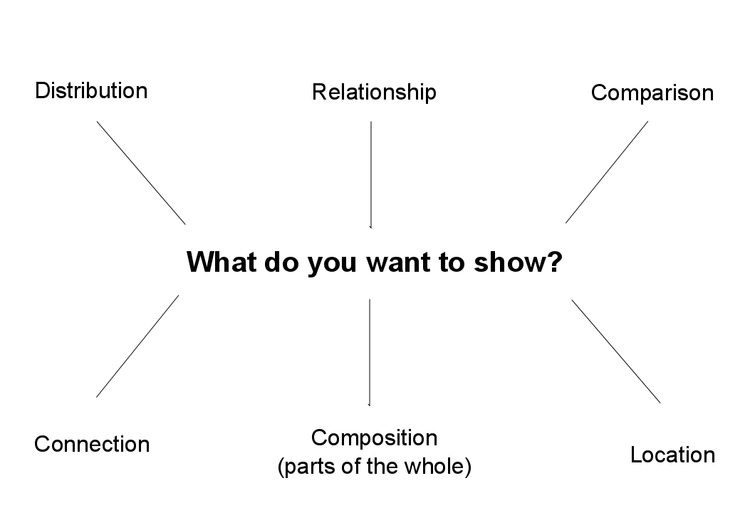 Distribution
Relationship
Comparison
What do you want to show?
Connection
Composition
(parts of the whole)
Location